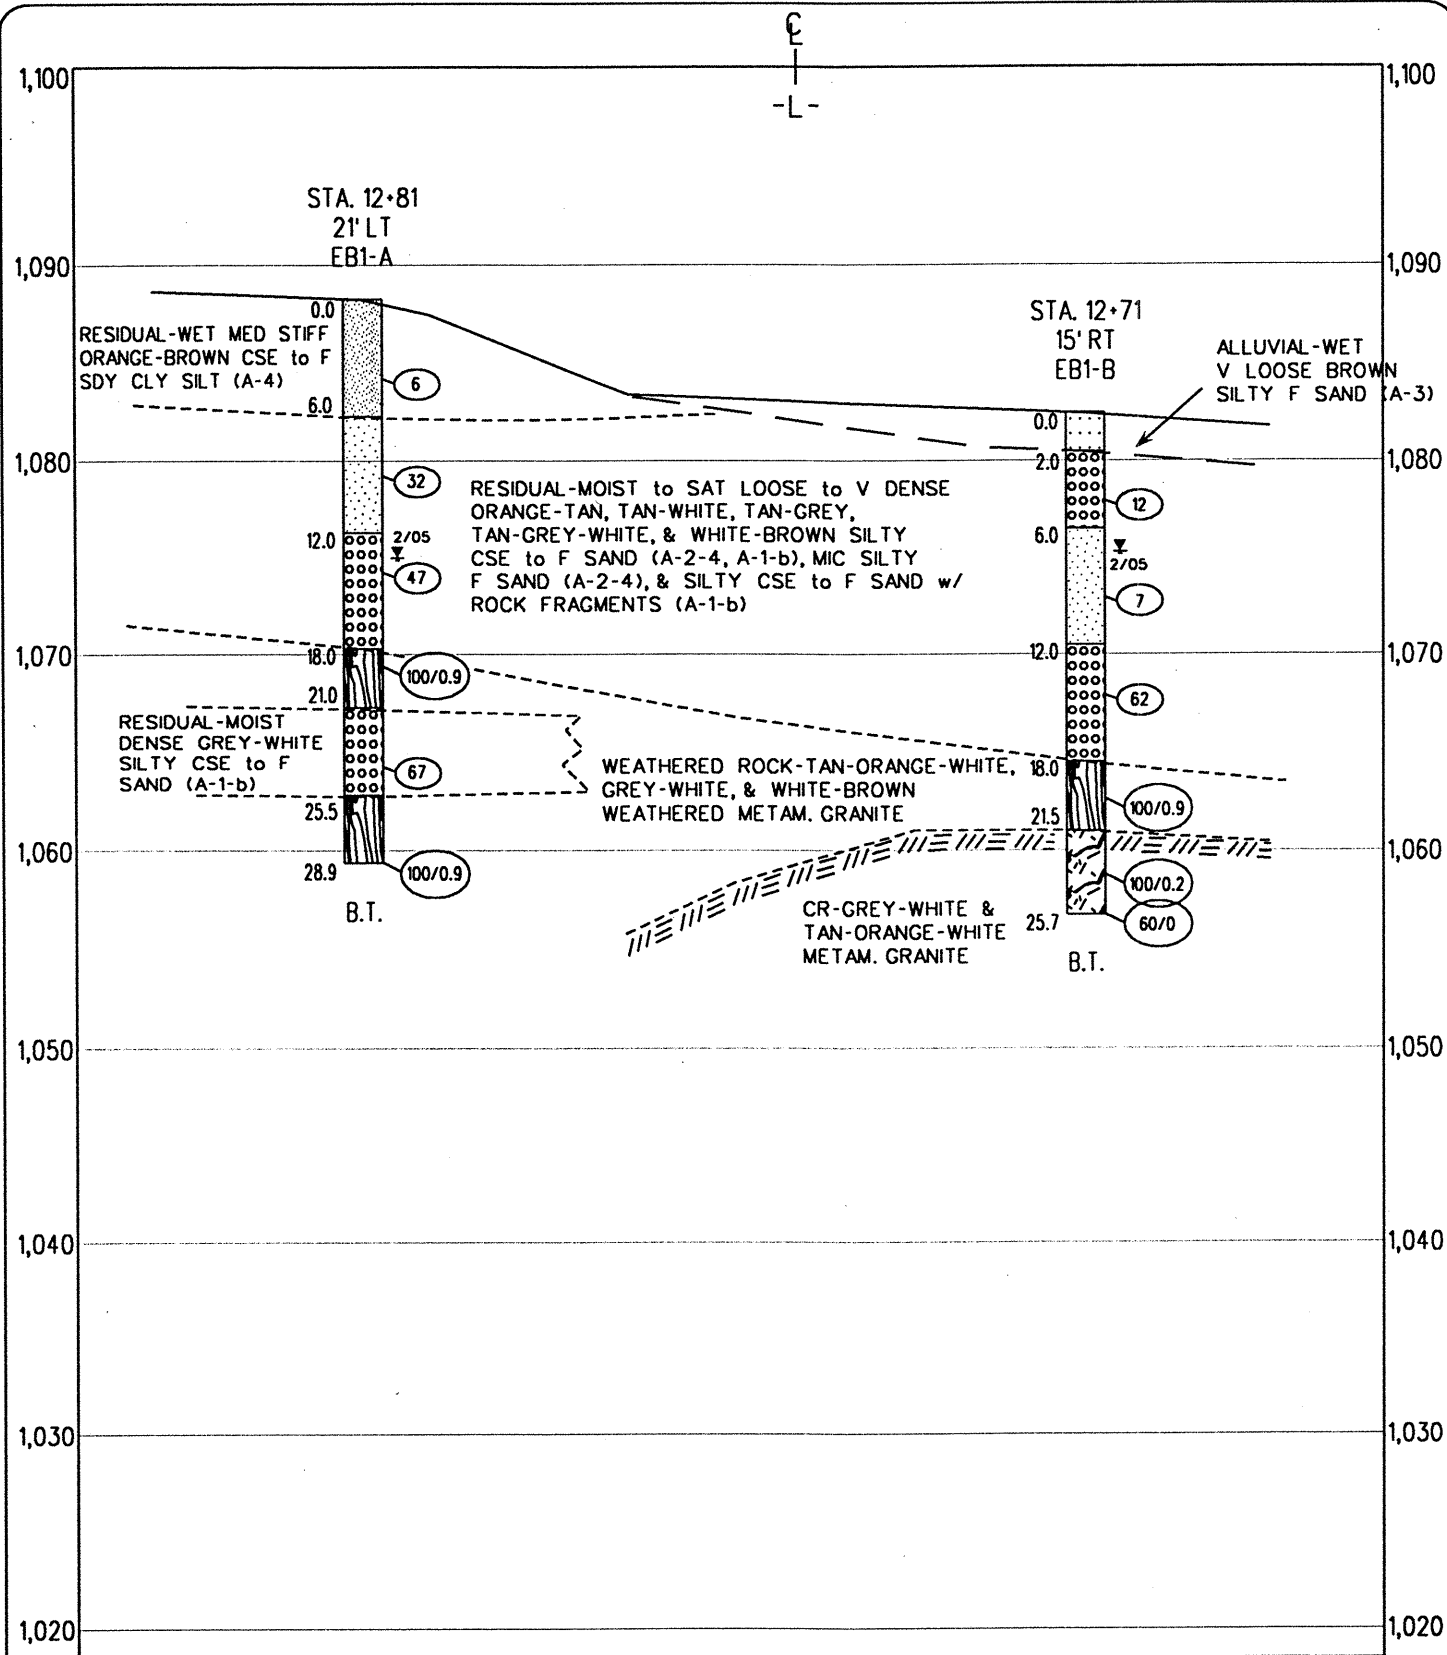 CL
-L-
1,100
1,100
STA. 12+81
21' LT
EB1-A
1,090
1,090
0.0
RESIDUAL-WET MED STIFF
ORANGE-BROWN CSE to F
SDY CLY SILT (A-4)
6
6.0
STA. 12+71
15' RT
EB1-B
ALLUVIAL-WET
V LOOSE BROWN
SILTY F SAND (A-3)
0.0
1,080
1,080
2.0
32
RESIDUAL-MOIST to SAT LOOSE to V DENSE
ORANGE-TAN, TAN-WHITE, TAN-GREY,
TAN-GREY-WHITE, & WHITE-BROWN SILTY
CSE to F SAND (A-2-4, A-1-b), MIC SILTY
F SAND (A-2-4), & SILTY CSE to F SAND w/
ROCK FRAGMENTS (A-1-b)
12
12.0
2/05
47
6.0
2/05
7
1,070
1,070
18.0
100/0.9
12.0
21.0
62
RESIDUAL-MOIST
DENSE GREY-WHITE
SILTY CSE to F
SAND (A-1-b)
67
WEATHERED ROCK-TAN-ORANGE-WHITE,
GREY-WHITE, & WHITE-BROWN
WEATHERED METAM. GRANITE
18.0
25.5
100/0.9
21.5
1,060
1,060
28.9
100/0.9
B.T.
100/0.2
CR-GREY-WHITE &
TAN-ORANGE-WHITE
METAM. GRANITE
25.7
60/0
B.T.
1,050
1,050
1,040
1,040
1,030
1,030
1,020
1,020